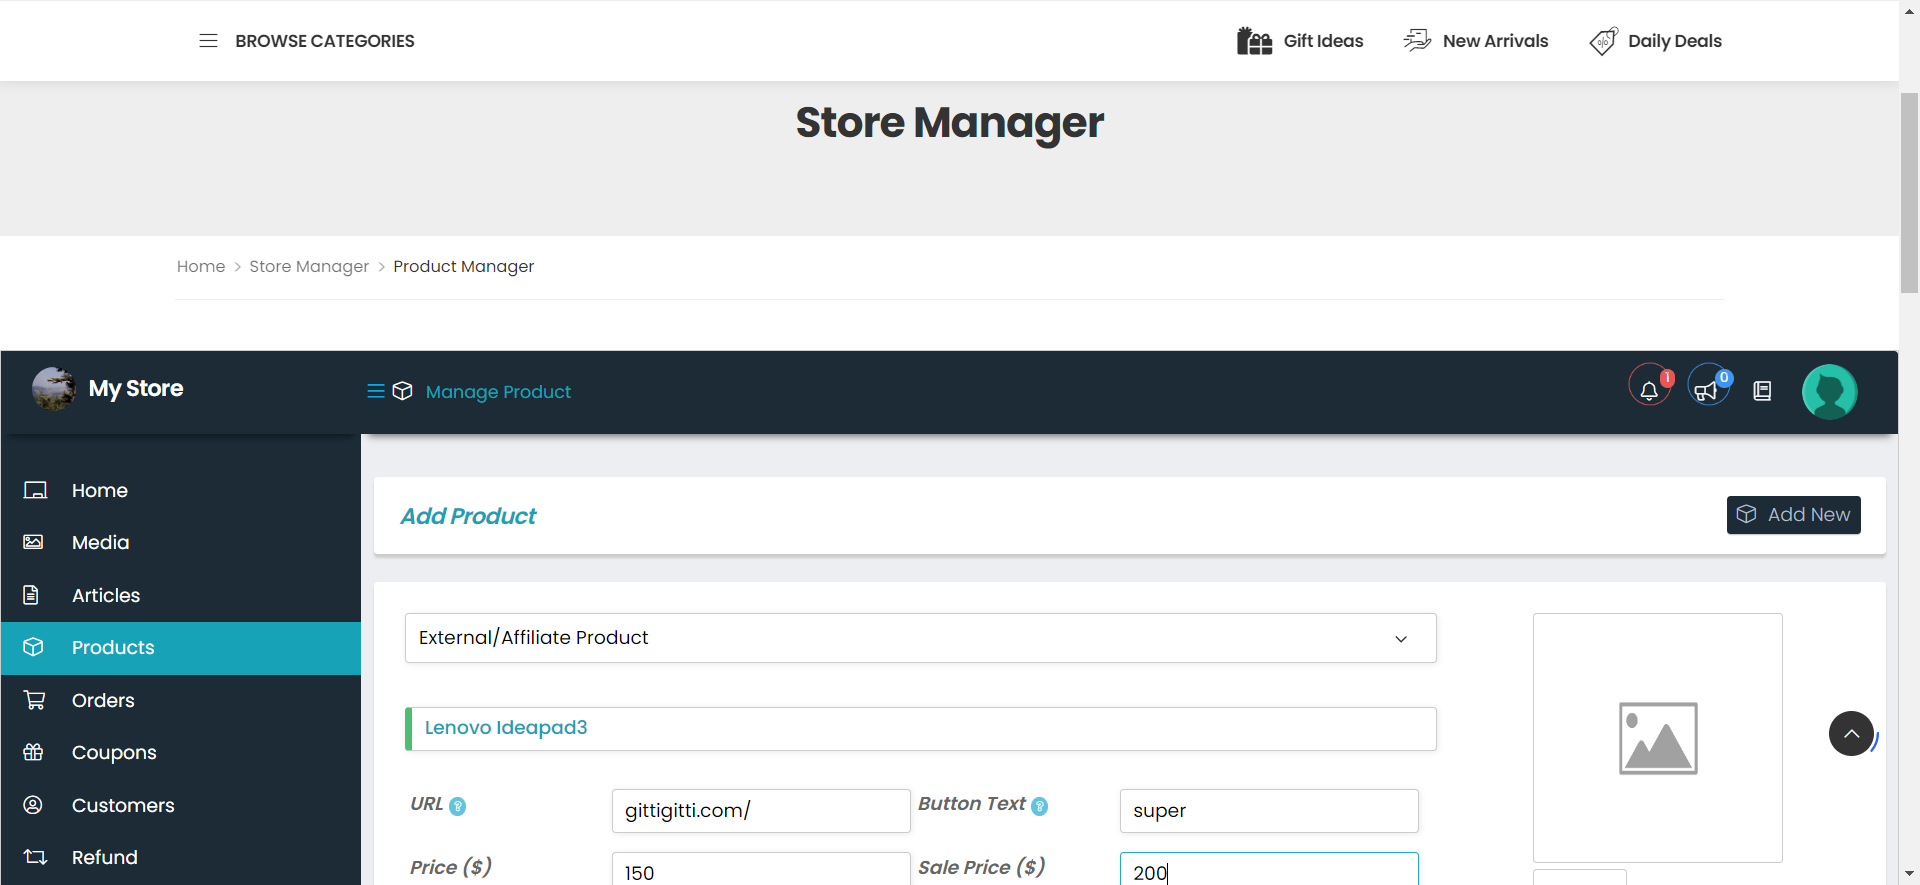 BROWSE CATEGORIES
Gift Ideas
New Arrivals
Daily Deals
Store Manager
Home > Store Manager > Product Manager
My Store
Manage Product
1
0
Home
Media
Articles
Products
Orders
Coupons
Customers
Refund
Add Product
Add New
External/Affiliate Product
Lenovo Ideapad3
URL ?
gittigitti.com/
Button Text ?
super
Price ($)
150
Sale Price ($)
200